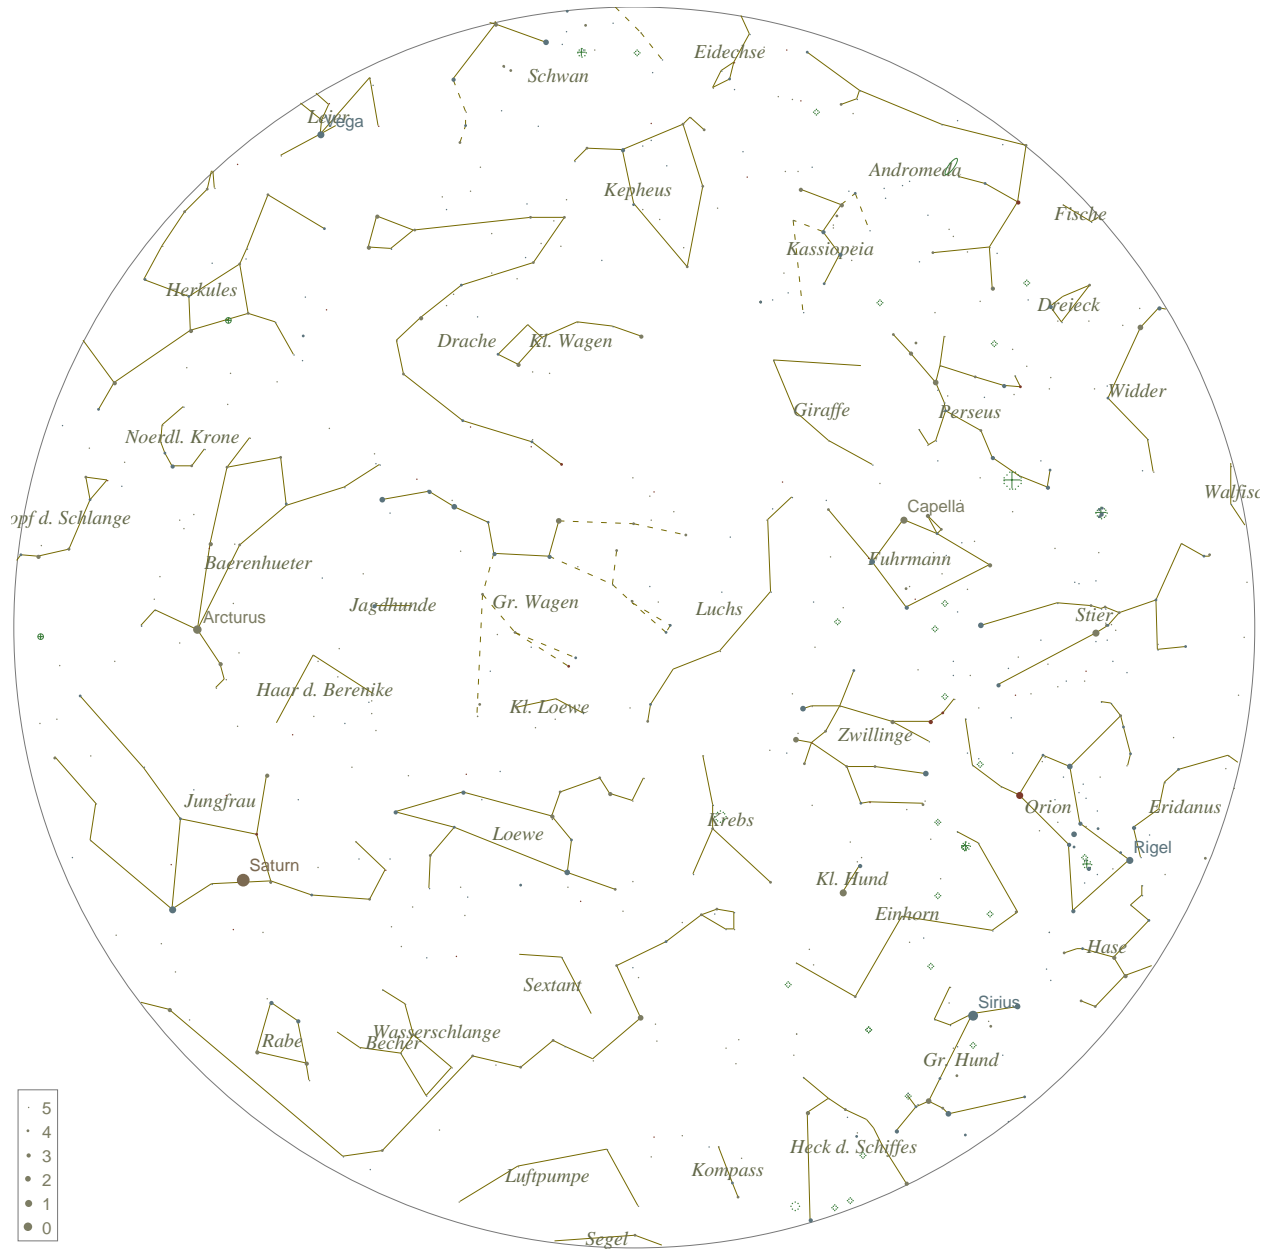 Eidechse
Schwan
Leier
Vega
Andromeda
Kepheus
Fische
Kassiopeia
Herkules
Dreieck
Drache
Kl. Wagen
Widder
Giraffe
Perseus
Noerdl. Krone
Walfisc
Capella
opf d. Schlange
Fuhrmann
Baerenhueter
Jagdhunde
Gr. Wagen
Luchs
Stier
Arcturus
Haar d. Berenike
Kl. Loewe
Zwillinge
Jungfrau
Orion
Eridanus
Krebs
Loewe
Rigel
Saturn
Kl. Hund
Einhorn
Hase
Sextant
Sirius
Wasserschlange
Rabe
Becher
Gr. Hund
Heck d. Schiffes
Kompass
Luftpumpe
Segel
5
4
3
2
1
0